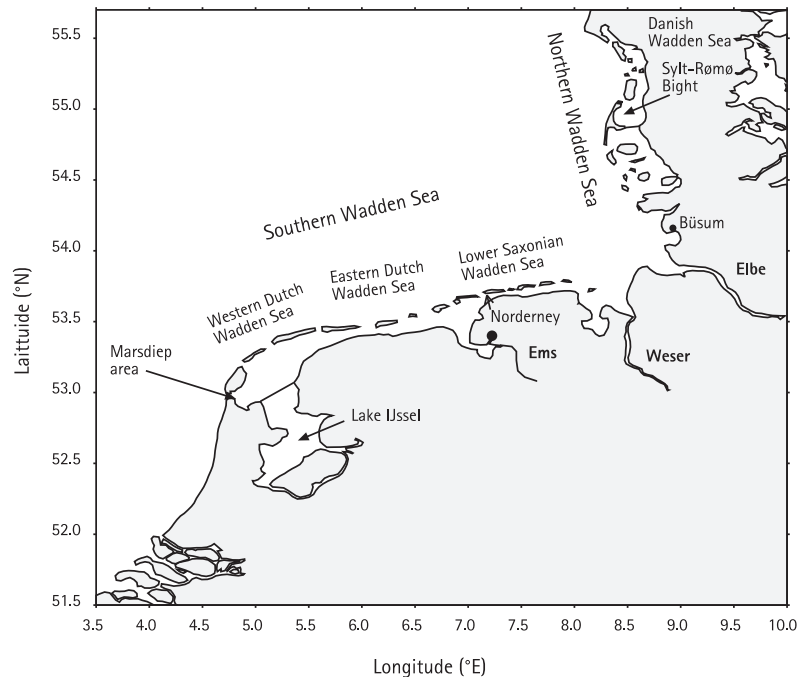 55.5
55.0
54.5
54.0
53.5
53.0
52.5
52.0
51.5
Laittuide (°N)
3.5 4.0 4.5 5.0 5.5 6.0 6.5 7.0 7.5 8.0 8.5 9.0 10.0
Longitude (°E)
Danish
Wadden Sea
Sylt-Rømø
Bight
Northern Wadden Sea
Southern Wadden Sea
Büsum
Elbe
Lower Saxonian
Wadden Sea
Eastern Dutch
Wadden Sea
Western Dutch
Wadden Sea
Norderney
Ems
Weser
Marsdiep
area
Lake IJssel